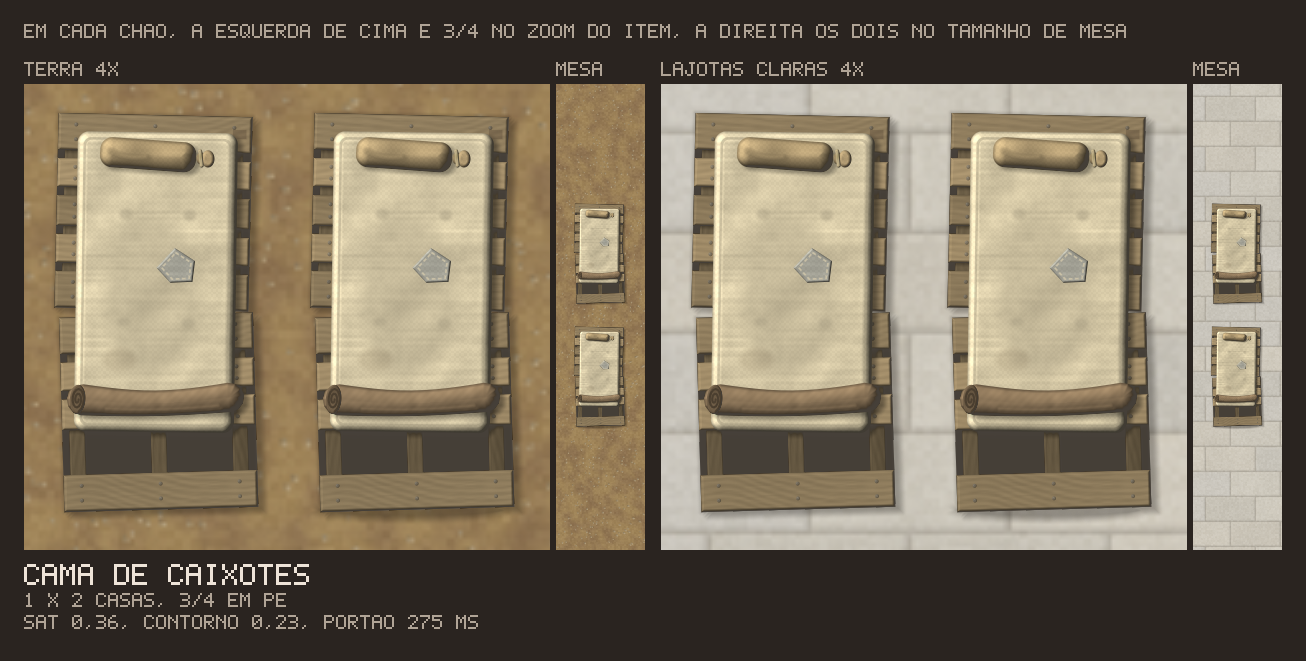 EM CADA CHAO, A ESQUERDA DE CIMA E 3/4 NO ZOOM DO ITEM, A DIREITA OS DOIS NO TAMANHO DE MESA
TERRA 4X
MESA
LAJOTAS CLARAS 4X
MESA
CAMA DE CAIXOTES
1 X 2 CASAS, 3/4 EM PE
SAT 0,36, CONTORNO 0,23, PORTAO 275 MS